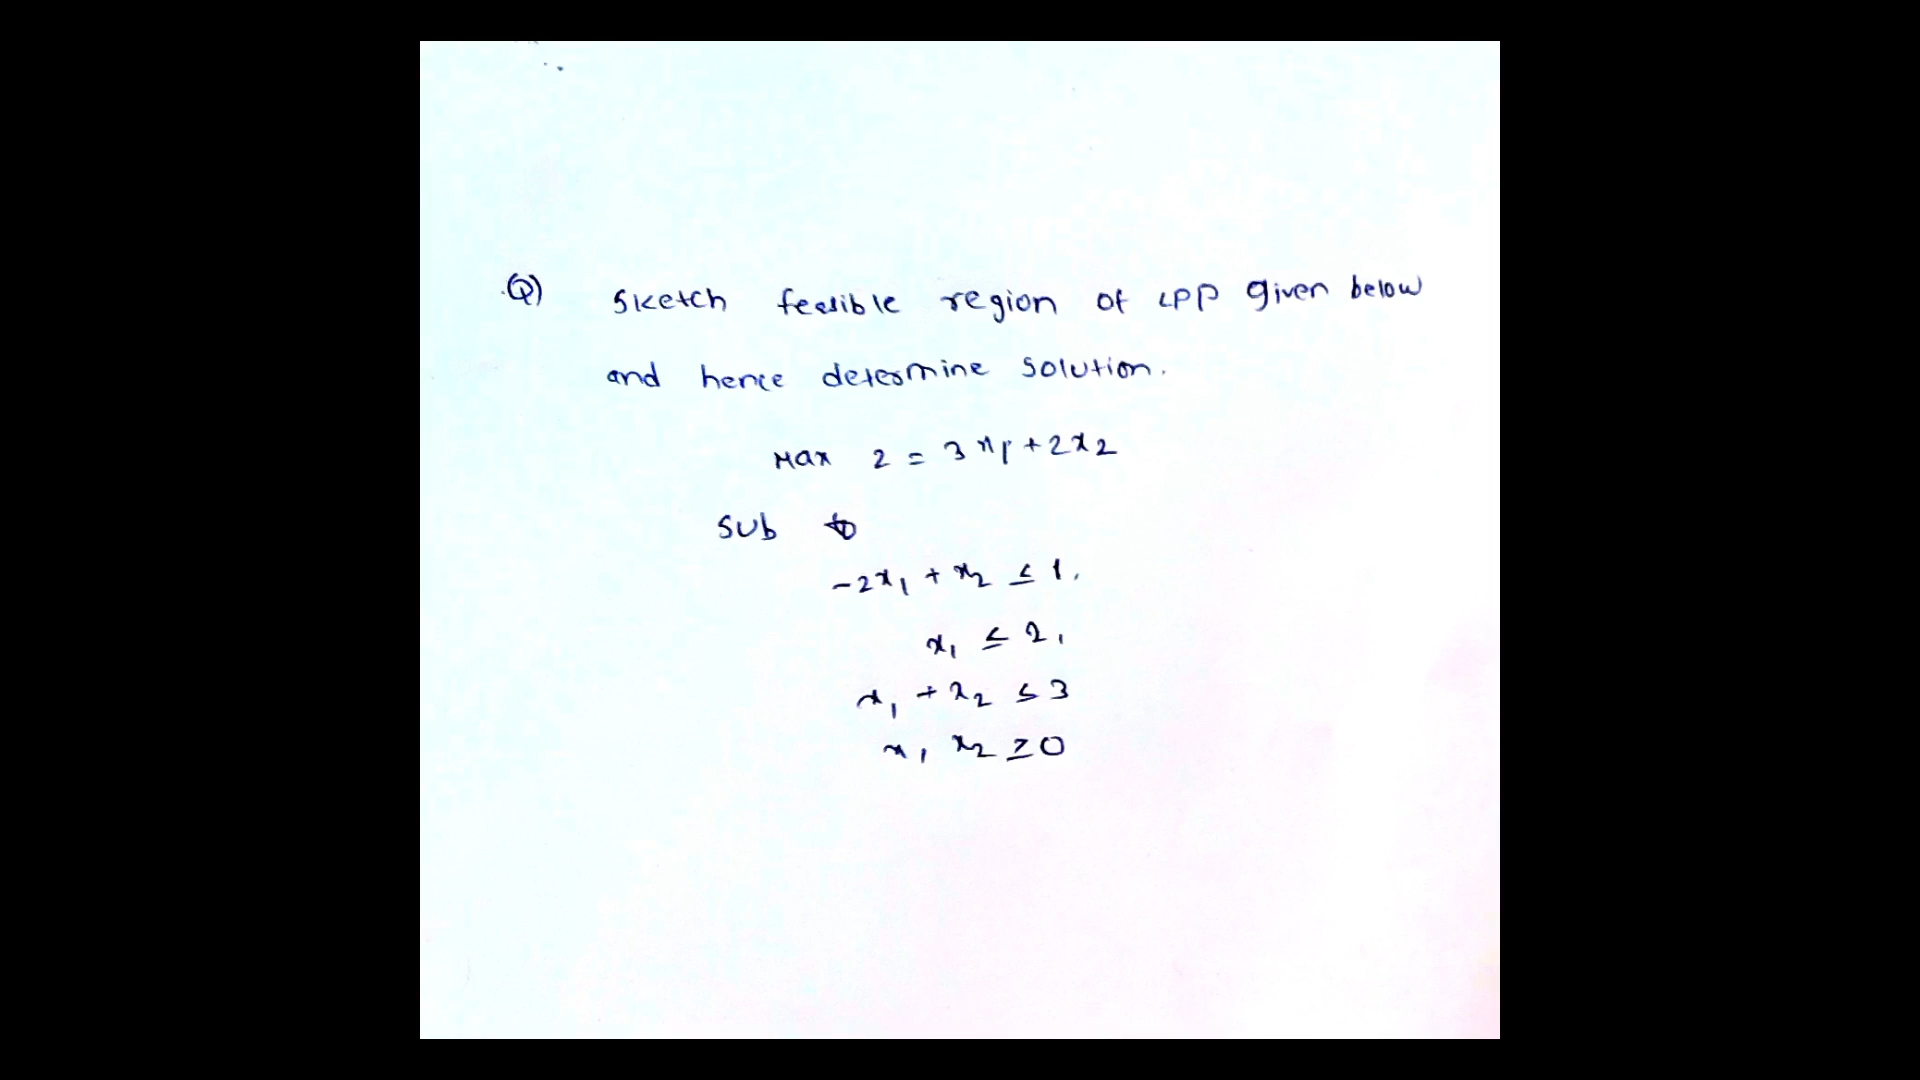 Q) Sketch feasible region of LPP given below
and hence determine solution.
Max Z = 3x₁ + 2x₂
Sub to
-2x₁ + x₂ ≤ 1,
x₁ ≤ 2,
x₁ + x₂ ≤ 3
x₁ x₂ ≥ 0